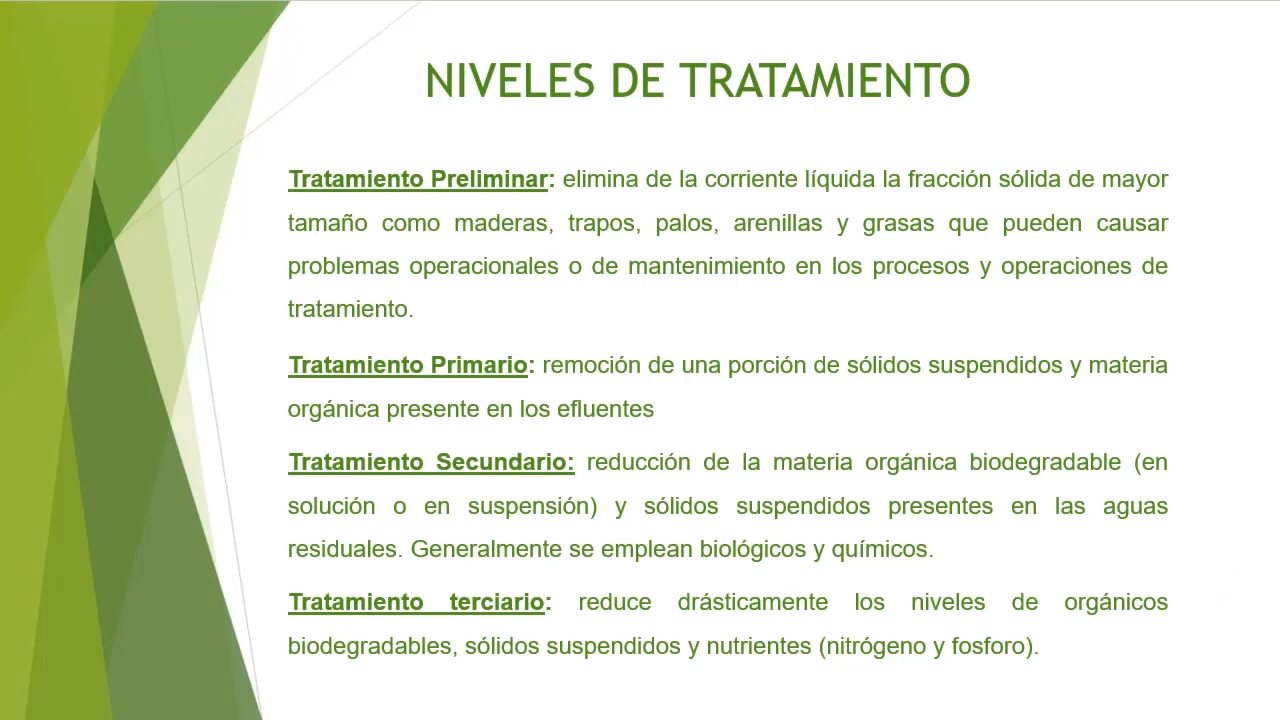 NIVELES DE TRATAMIENTO
Tratamiento Preliminar: elimina de la corriente líquida la fracción sólida de mayor
tamaño como maderas, trapos, palos, arenillas y grasas que pueden causar
problemas operacionales o de mantenimiento en los procesos y operaciones de
tratamiento.
Tratamiento Primario: remoción de una porción de sólidos suspendidos y materia
orgánica presente en los efluentes
Tratamiento Secundario: reducción de la materia orgánica biodegradable (en
solución o en suspensión) y sólidos suspendidos presentes en las aguas
residuales. Generalmente se emplean biológicos y químicos.
Tratamiento terciario: reduce drásticamente los niveles de orgánicos
biodegradables, sólidos suspendidos y nutrientes (nitrógeno y fosforo).